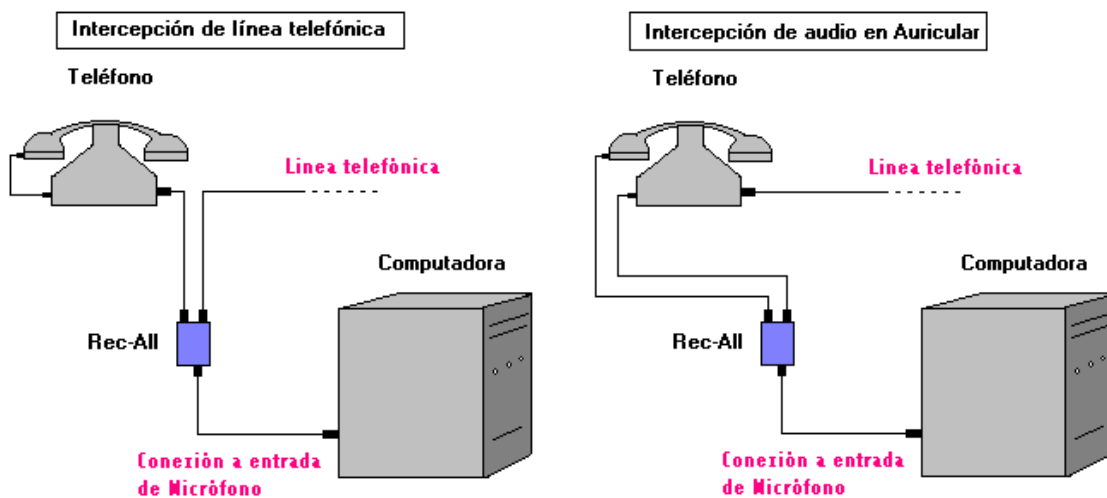 Intercepción de línea telefónica
Teléfono
Linea telefònica
Computadora
Rec-All
Conexiòn a entrada
de Micròfono
Intercepción de audio en Auricular
Teléfono
Linea telefònica
Computadora
Rec-All
Conexiòn a entrada
de Micròfono